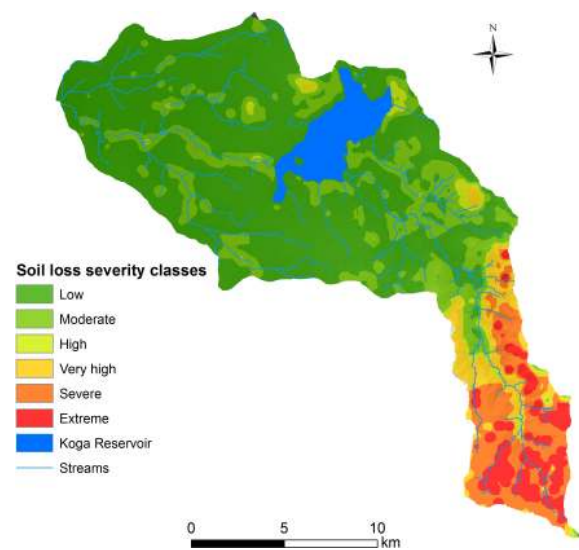 N
Soil loss severity classes
Low
Moderate
High
Very high
Severe
Extreme
Koga Reservoir
Streams
0 5 10
km